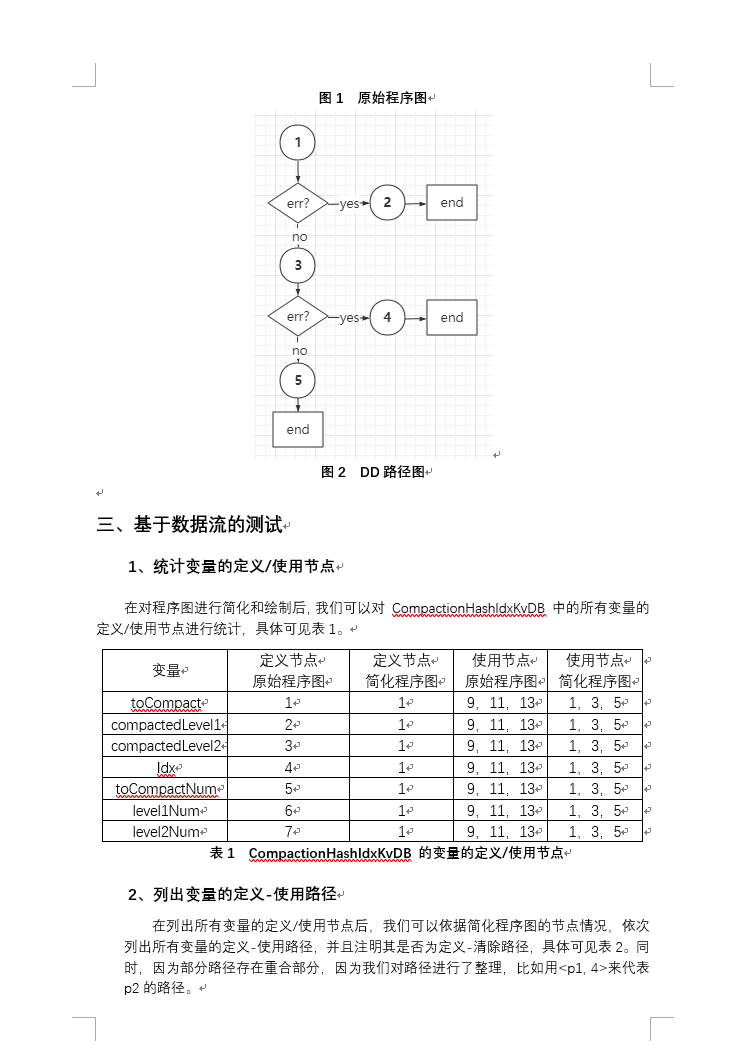 图 1 原始程序图
1
err?
yes
2
end
no
3
err?
yes
4
end
no
5
end
图 2 DD 路径图
三、基于数据流的测试
1、统计变量的定义/使用节点
在对程序图进行简化和绘制后,我们可以对 CompactionHashIdxKvDB 中的所有变量的
定义/使用节点进行统计，具体可见表 1。
变量 定义节点 定义节点 使用节点 使用节点
原始程序图 简化程序图 原始程序图 简化程序图
toCompact 1 1 9，11，13 1，3，5
compactedLevel1 2 1 9，11，13 1，3，5
compactedLevel2 3 1 9，11，13 1，3，5
Idx 4 1 9，11，13 1，3，5
toCompactNum 5 1 9，11，13 1，3，5
level1Num 6 1 9，11，13 1，3，5
level2Num 7 1 9，11，13 1，3，5
表 1 CompactionHashIdxKvDB 的变量的定义/使用节点
2、列出变量的定义-使用路径
在列出所有变量的定义/使用节点后，我们可以依据简化程序图的节点情况，依次
列出所有变量的定义-使用路径，并且注明其是否为定义-清除路径，具体可见表 2。同
时，因为部分路径存在重合部分，因为我们对路径进行了整理，比如用<p1, 4>来代表
p2 的路径。